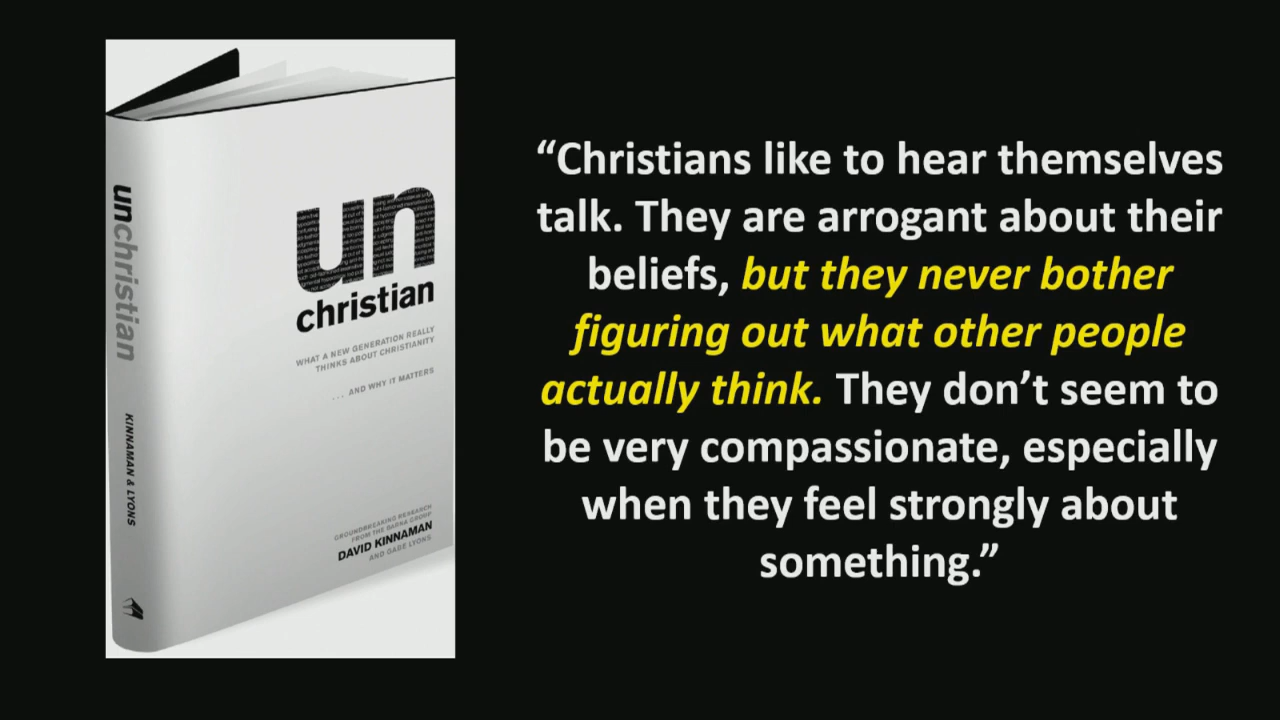 unchristian
KINNAMAN & LYONS
un
christian
WHAT A NEW GENERATION REALLY
THINKS ABOUT CHRISTIANITY
... AND WHY IT MATTERS
GROUNDBREAKING RESEARCH
FROM THE BARNA GROUP
DAVID KINNAMAN
AND GABE LYONS
“Christians like to hear themselves
talk. They are arrogant about their
beliefs, but they never bother
figuring out what other people
actually think. They don’t seem to
be very compassionate, especially
when they feel strongly about
something.”